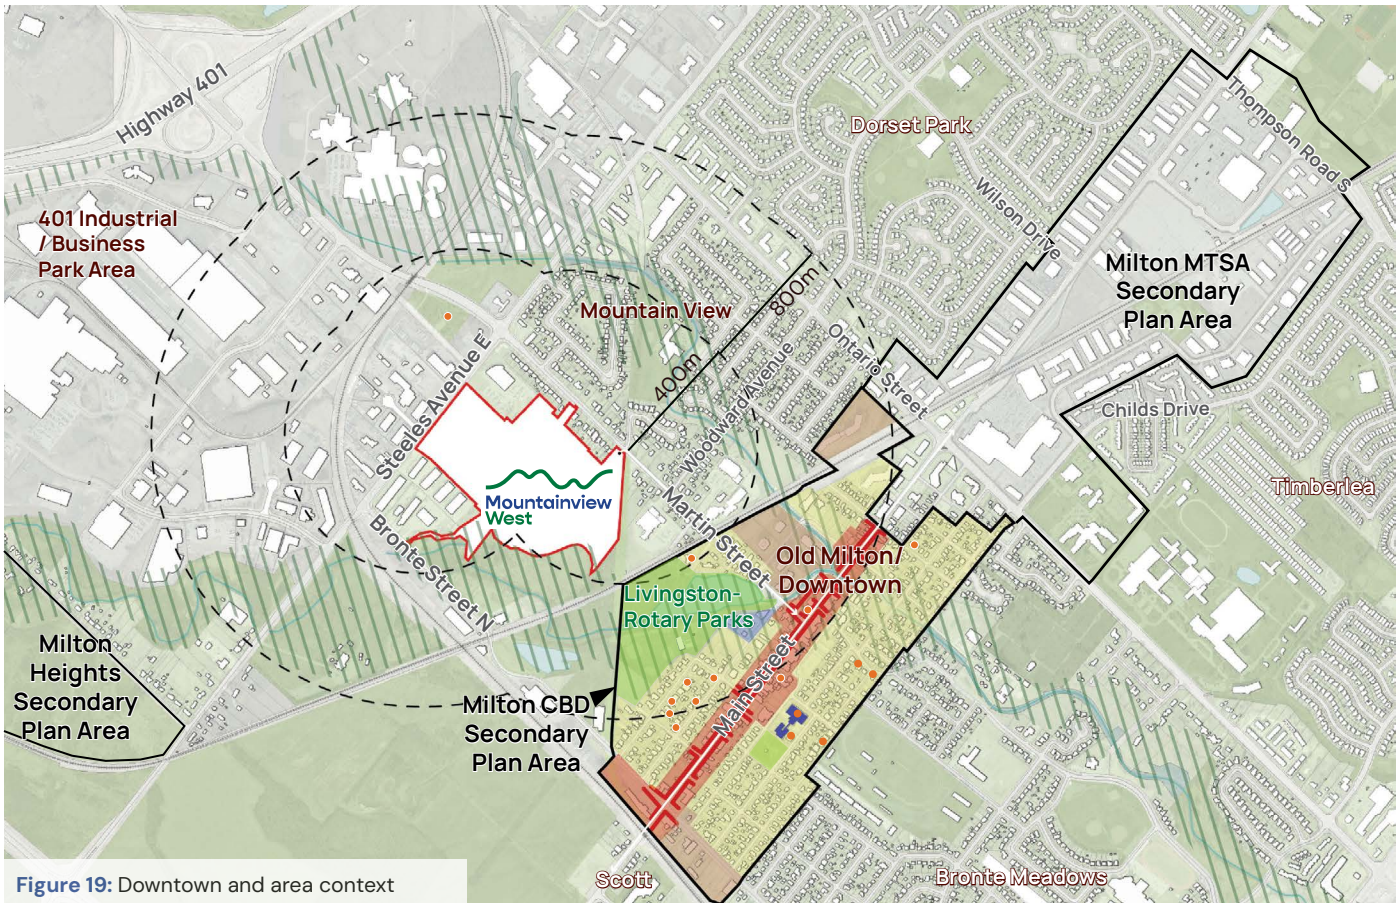 Highway 401
Dorset Park
Thompson Road S
Wilson Drive
401 Industrial
/ Business
Park Area
Milton MTSA
Secondary
Plan Area
Mountain View
800m
400m
Ontario Street
Woodward Avenue
Steeles Avenue E
Childs Drive
Timberlea
Mountainview
West
Martin Street
Bronte Street N
Old Milton/
Downtown
Livingston-
Rotary Parks
Milton
Heights
Secondary
Plan Area
Main Street
Milton CBD
Secondary
Plan Area
Scott
Bronte Meadows
Figure 19: Downtown and area context